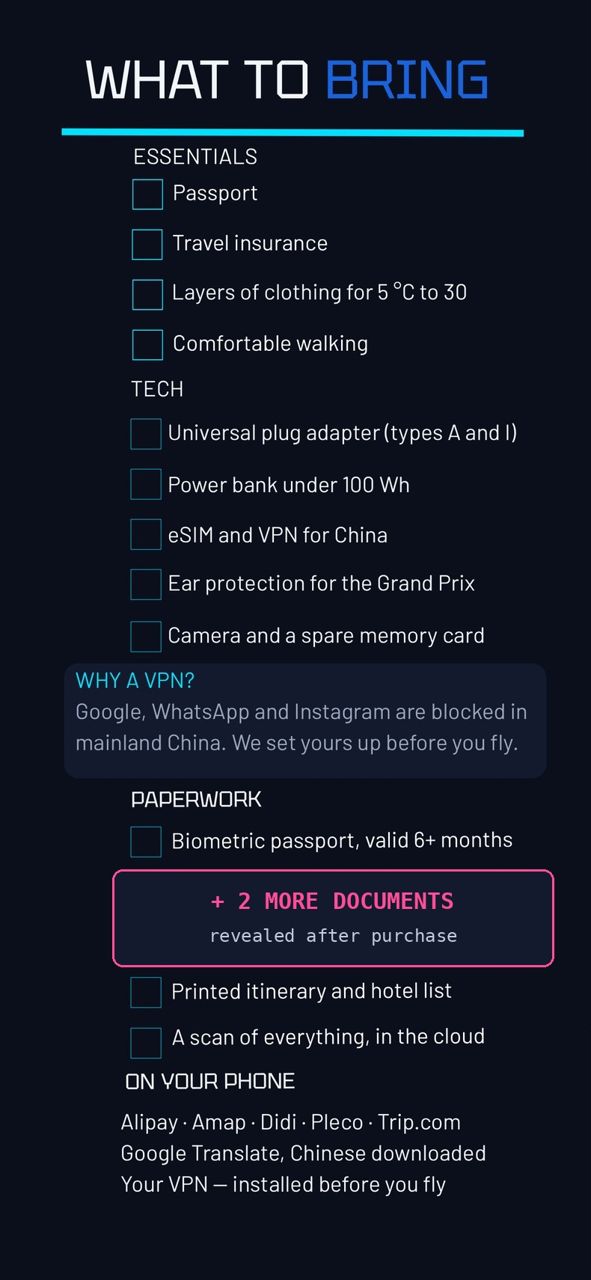 WHAT TO BRING
ESSENTIALS
Passport
Travel insurance
Layers of clothing for 5 °C to 30
Comfortable walking
TECH
Universal plug adapter (types A and I)
Power bank under 100 Wh
eSIM and VPN for China
Ear protection for the Grand Prix
Camera and a spare memory card
WHY A VPN?
Google, WhatsApp and Instagram are blocked in
mainland China. We set yours up before you fly.
PAPERWORK
Biometric passport, valid 6+ months
+ 2 MORE DOCUMENTS
revealed after purchase
Printed itinerary and hotel list
A scan of everything, in the cloud
ON YOUR PHONE
Alipay · Amap · Didi · Pleco · Trip.com
Google Translate, Chinese downloaded
Your VPN — installed before you fly